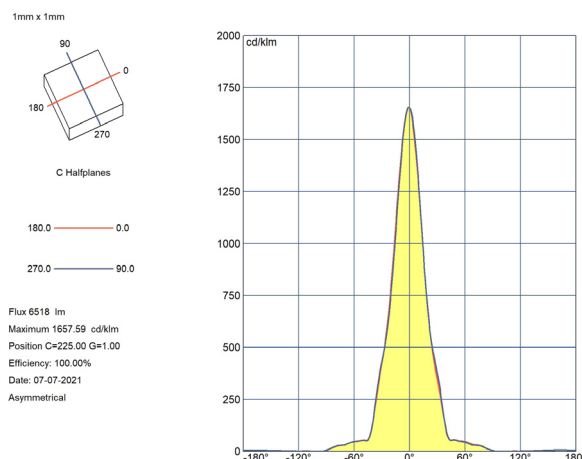 1mm x 1mm
90
0
180
270
C Halfplanes
180.0 0.0
270.0 90.0
Flux 6518 lm
Maximum 1657.59 cd/klm
Position C=225.00 G=1.00
Efficiency: 100.00%
Date: 07-07-2021
Asymmetrical
2000
cd/klm
1750
1500
1250
1000
750
500
250
0
-180° -120° -60° 0° 60° 120° 180